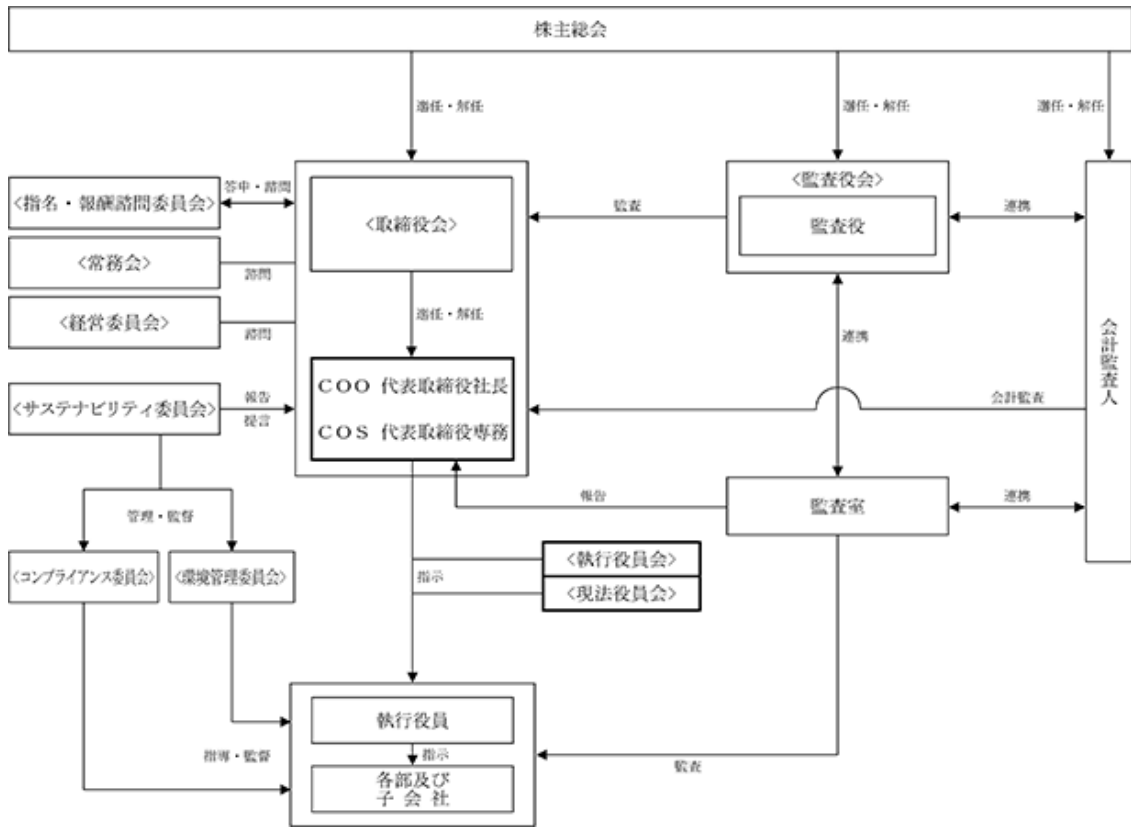 株主総会
選任・解任
選任・解任
選任・解任
<指名・報酬諮問委員会>
答申・諮問
<取締役会>
監査
<監査役会>
監査役
連携
<常務会>
諮問
<経営委員会>
諮問
選任・解任
連携
会計監査人
<サステナビリティ委員会>
報告
提言
COO 代表取締役社長
COS 代表取締役専務
会計監査
管理・監督
報告
監査室
連携
<コンプライアンス委員会>
<環境管理委員会>
指示
<執行役員会>
<現法役員会>
執行役員
指示
指導・監督
各部及び
子会社
監査